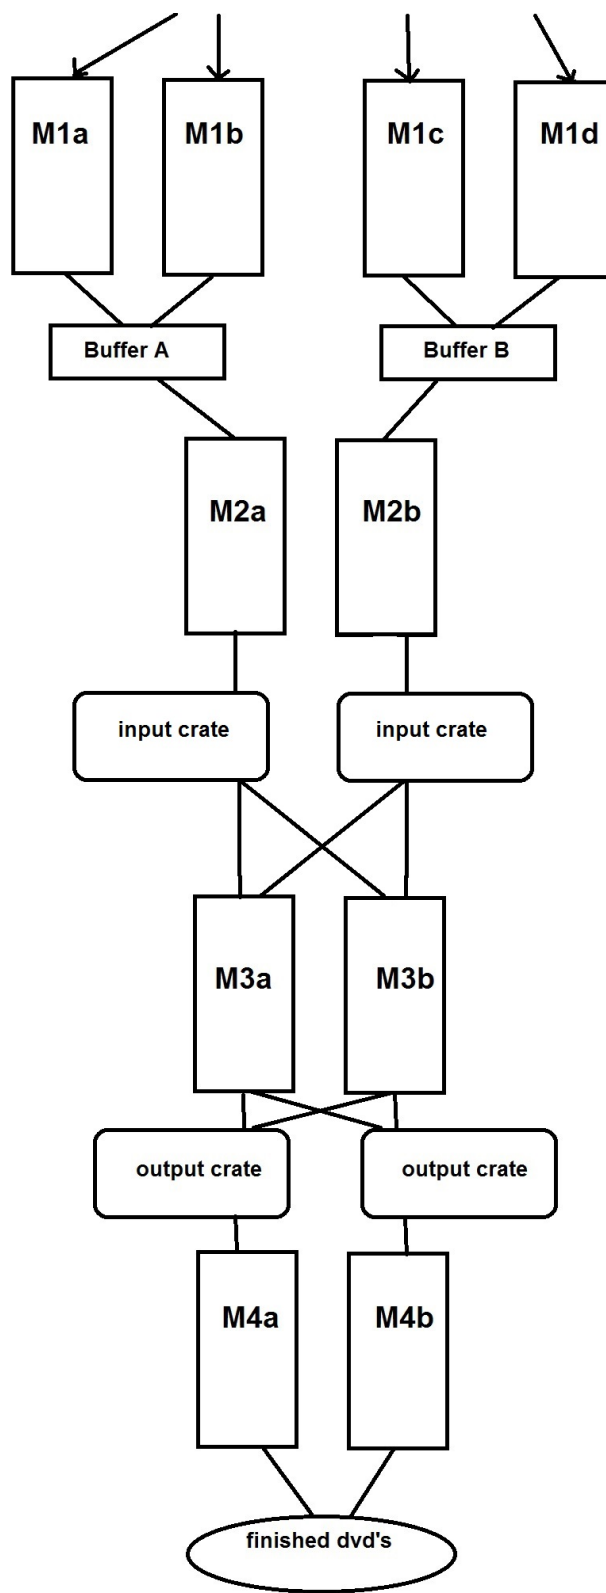 M1a
M1b
M1c
M1d
Buffer A
Buffer B
M2a
M2b
input crate
input crate
M3a
M3b
output crate
output crate
M4a
M4b
finished dvd's